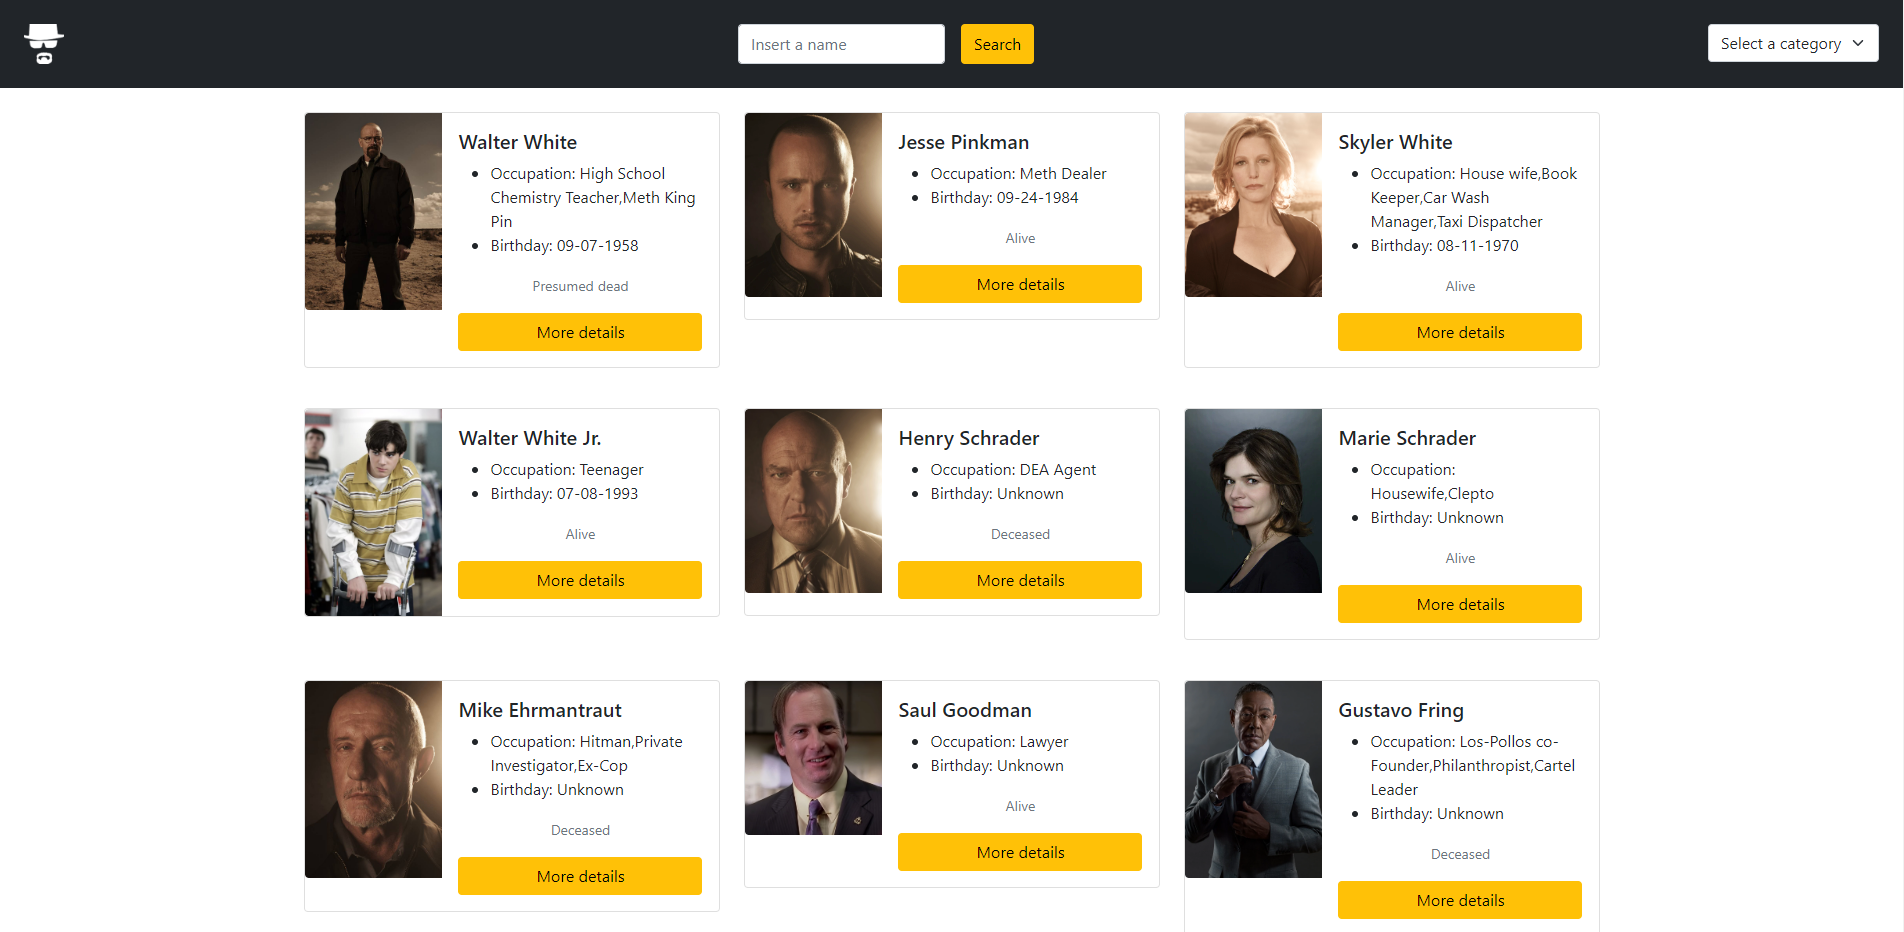 Insert a name
Search
Select a category
Walter White
Occupation: High School
Chemistry Teacher,Meth King
Pin
Birthday: 09-07-1958
Presumed dead
More details
Jesse Pinkman
Occupation: Meth Dealer
Birthday: 09-24-1984
Alive
More details
Skyler White
Occupation: House wife,Book
Keeper,Car Wash
Manager,Taxi Dispatcher
Birthday: 08-11-1970
Alive
More details
Walter White Jr.
Occupation: Teenager
Birthday: 07-08-1993
Alive
More details
Henry Schrader
Occupation: DEA Agent
Birthday: Unknown
Deceased
More details
Marie Schrader
Occupation:
Housewife,Clepto
Birthday: Unknown
Alive
More details
Mike Ehrmantraut
Occupation: Hitman,Private
Investigator,Ex-Cop
Birthday: Unknown
Deceased
More details
Saul Goodman
Occupation: Lawyer
Birthday: Unknown
Alive
More details
Gustavo Fring
Occupation: Los-Pollos co-
Founder,Philanthropist,Cartel
Leader
Birthday: Unknown
Deceased
More details